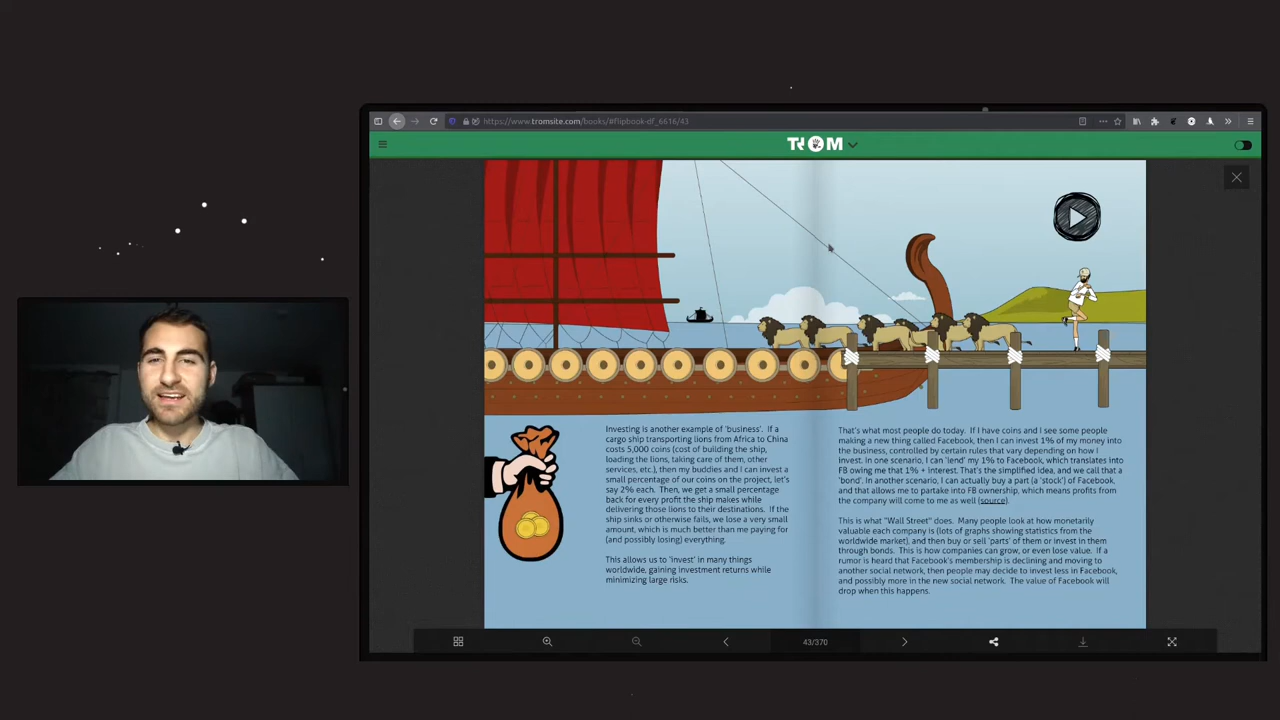 https://www.tromsite.com/books/#flipbook-df_6616/43
TROM
Investing is another example of 'business'. If a
cargo ship transporting lions from Africa to China
costs 5,000 coins (cost of building the ship,
loading the lions, taking care of them, other
services, etc.), then my buddies and I can invest a
small percentage of our coins on the project, let's
say 2% each. Then, we get a small percentage
back for every profit the ship makes while
delivering those lions to their destinations. If the
ship sinks or otherwise fails, we lose a very small
amount, which is much better than me paying for
(and possibly losing) everything.
This allows us to 'invest' in many things
worldwide, gaining investment returns while
minimizing large risks.
That's what most people do today. If I have coins and I see some people
making a new thing called Facebook, then I can invest 1% of my money into
the business, controlled by certain rules that vary depending on how I
invest. In one scenario, I can 'lend' my 1% to Facebook, which translates into
FB owing me that 1% + interest. That's the simplified idea, and we call that a
'bond'. In another scenario, I can actually buy a part (a 'stock') of Facebook,
and that allows me to partake into FB ownership, which means profits from
the company will come to me as well (source).
This is what "Wall Street" does. Many people look at how monetarily
valuable each company is (lots of graphs showing statistics from the
worldwide market), and then buy or sell 'parts' of them or invest in them
through bonds. This is how companies can grow, or even lose value. If a
rumor is heard that Facebook's membership is declining and moving to
another social network, then people may decide to invest less in Facebook,
and possibly more in the new social network. The value of Facebook will
drop when this happens.
43/370